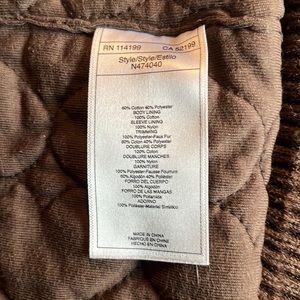 RN 114199 CA 52199
Style/Style/Estilo
N474040
60% Cotton 40% Polyester
BODY LINING
100% Cotton
SLEEVE LINING
100% Nylon
TRIMMING
100% Polyester-Faux Fur
60% Coton 40% Polyester
DOUBLURE CORPS
100% Coton
DOUBLURE MANCHES
100% Nylon
GARNITURE
100% Polyester-Fausse Fourrure
60% Algodón 40% Poliéster
FORRO DEL CUERPO
100% Algodón
FORRO DE LAS MANGAS
100% Poliamida
ADORNO
100% Poliéster-Material Sintético
MADE IN CHINA
FABRIQUÉ EN CHINE
HECHO EN CHINA